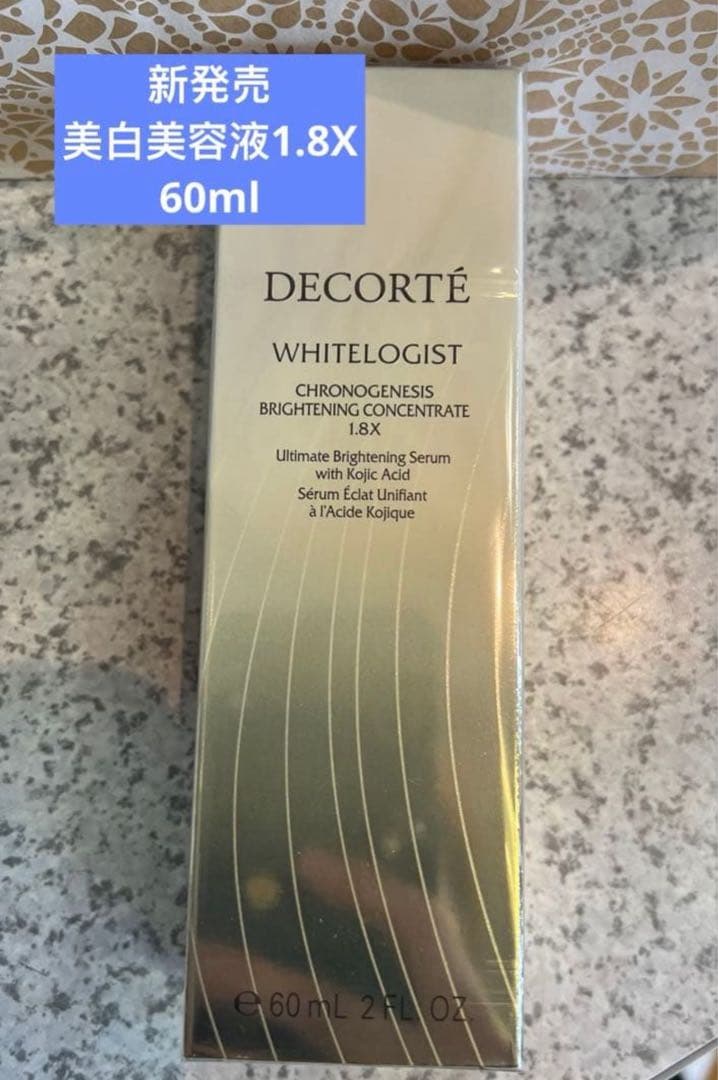 新発売
美白美容液1.8X
60ml
DECORTÉ
WHITELOGIST
CHRONOGENESIS
BRIGHTENING CONCENTRATE
1.8X
Ultimate Brightening Serum
with Kojic Acid
Sérum Éclat Unifiant
à l'Acide Kojique
℮ 60 mL 2 FL. OZ.